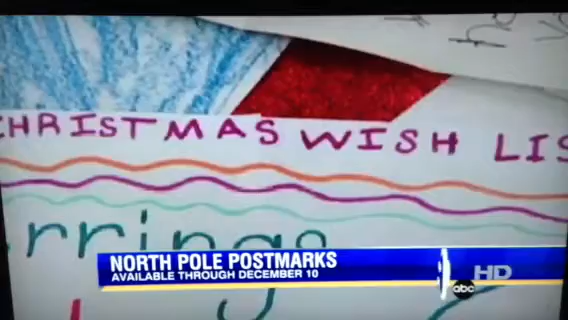 CHRISTMAS WISH LIS
rrings
NORTH POLE POSTMARKS
AVAILABLE THROUGH DECEMBER 10
abc HD